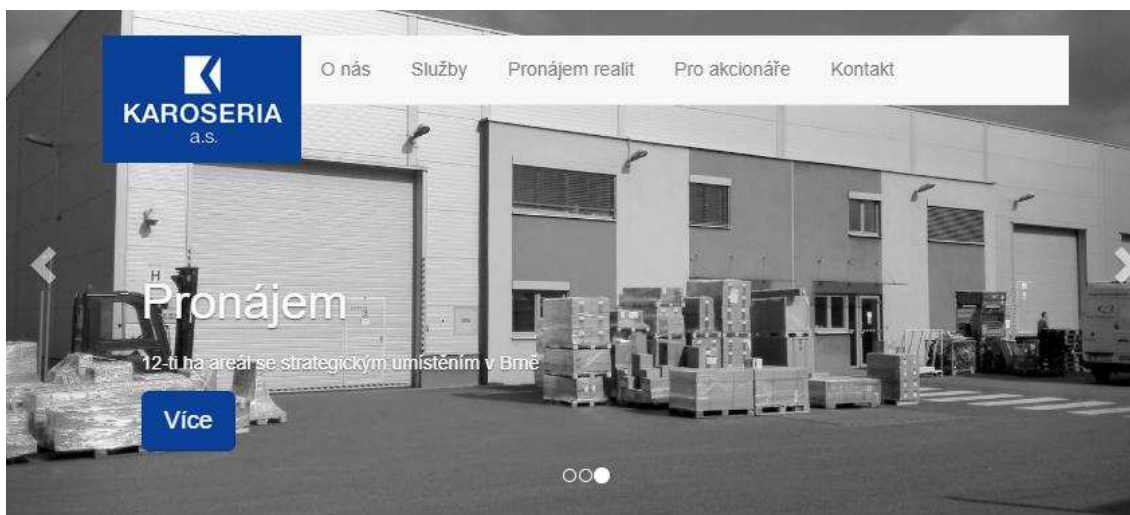 KAROSERIA
a.s.
O nás Služby Pronájem realit Pro akcionáře Kontakt
H
Pronájem
12-ti ha areál se strategickým umístěním v Brně
Více